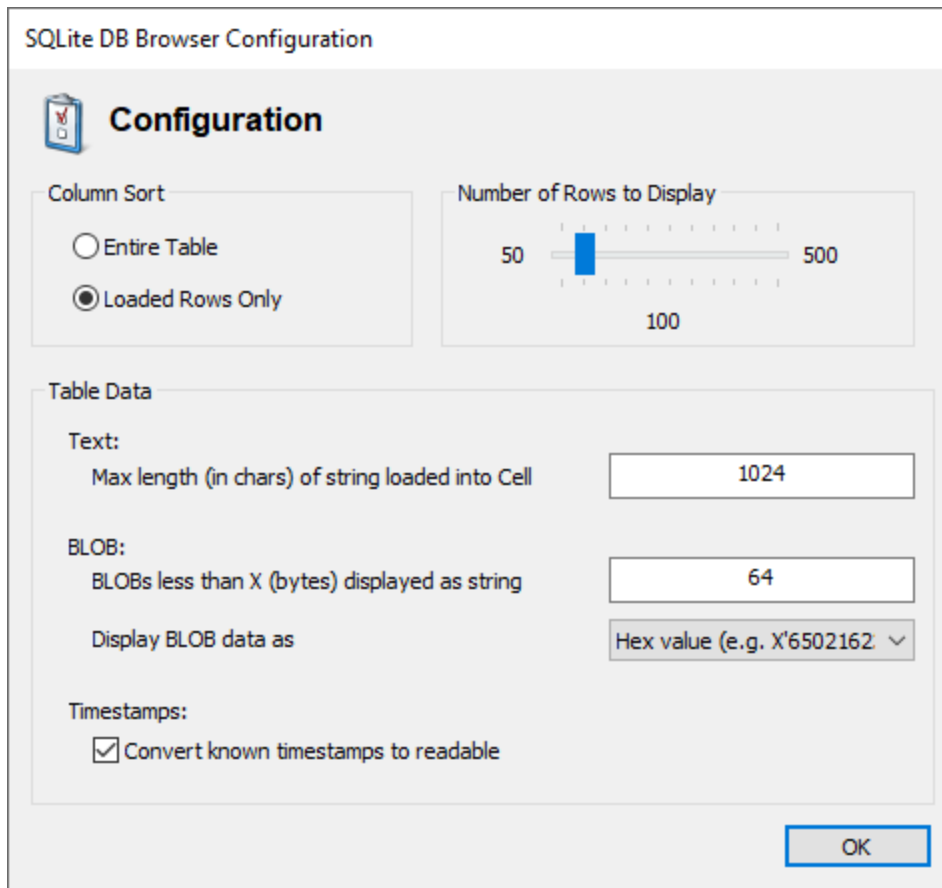 SQLite DB Browser Configuration
Configuration
Column Sort
Entire Table
Loaded Rows Only
Number of Rows to Display
50
500
100
Table Data
Text:
Max length (in chars) of string loaded into Cell
1024
BLOB:
BLOBs less than X (bytes) displayed as string
64
Display BLOB data as
Hex value (e.g. X'6502162
Timestamps:
Convert known timestamps to readable
OK